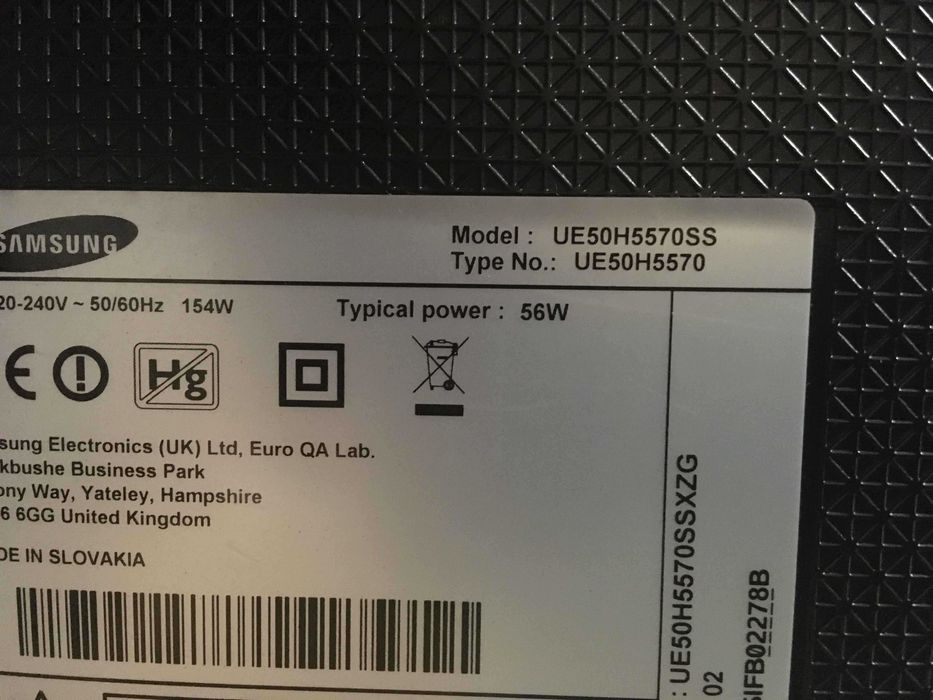 SAMSUNG
Model : UE50H5570SS
Type No.: UE50H5570
20-240V ~ 50/60Hz 154W
Typical power : 56W
CE
Hg
sung Electronics (UK) Ltd, Euro QA Lab.
kbushe Business Park
ony Way, Yateley, Hampshire
6 6GG United Kingdom
DE IN SLOVAKIA
: UE50H5570SSXZG
02
IFB02278B